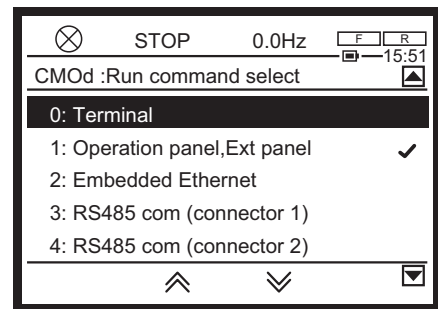 STOP 0.0Hz F R
15:51
CMOd :Run command select
0: Terminal
1: Operation panel,Ext panel
2: Embedded Ethernet
3: RS485 com (connector 1)
4: RS485 com (connector 2)